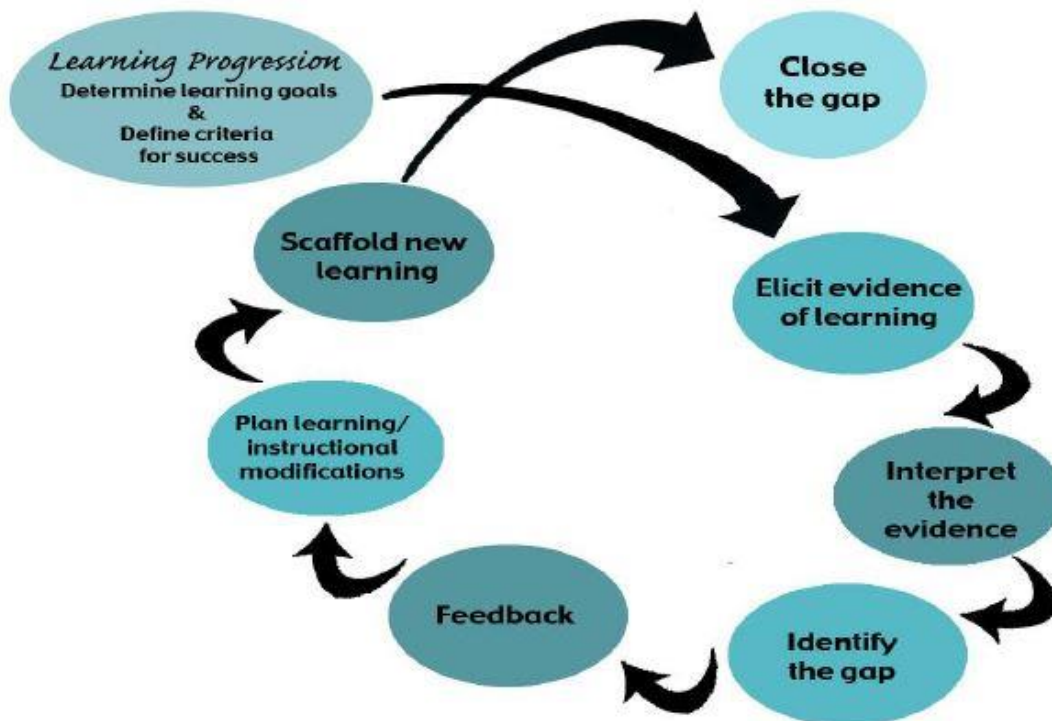 Learning Progression
Determine learning goals
&
Define criteria
for success
Close
the gap
Scaffold new
learning
Elicit evidence
of learning
Plan learning/
instructional
modifications
Interpret
the
evidence
Feedback
Identify
the gap